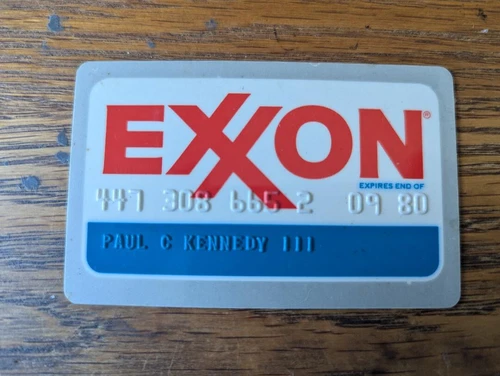 EXXON®
EXPIRES END OF
447 308 665 2 09 80
PAUL C KENNEDY III